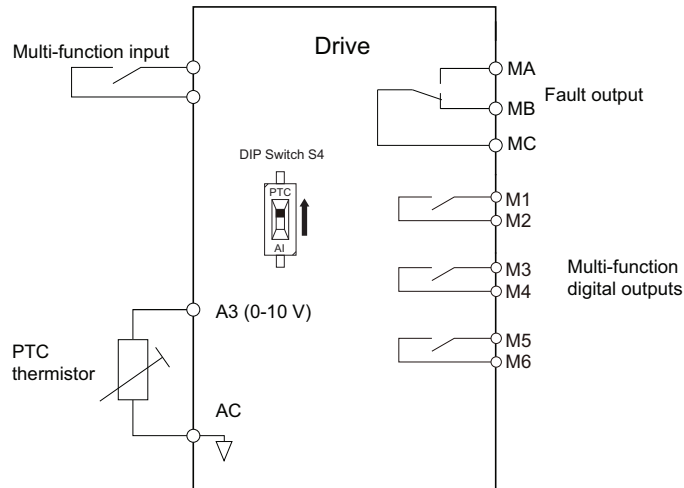 Drive
Multi-function input
MA
MB
Fault output
MC
DIP Switch S4
PTC
AI
M1
M2
M3
M4
Multi-function
digital outputs
M5
M6
A3 (0-10 V)
PTC
thermistor
AC